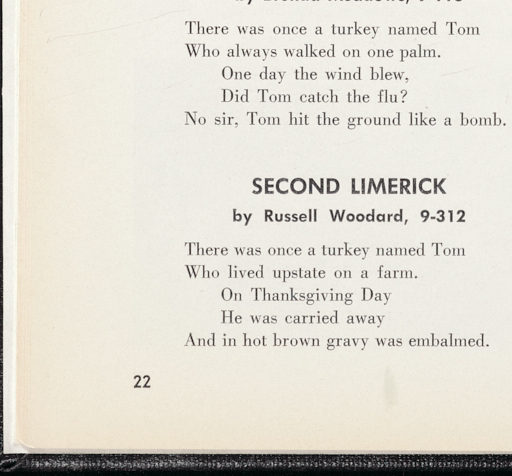 There was once a turkey named Tom
Who always walked on one palm.
One day the wind blew,
Did Tom catch the flu?
No sir, Tom hit the ground like a bomb.
SECOND LIMERICK
by Russell Woodard, 9-312
There was once a turkey named Tom
Who lived upstate on a farm.
On Thanksgiving Day
He was carried away
And in hot brown gravy was embalmed.
22